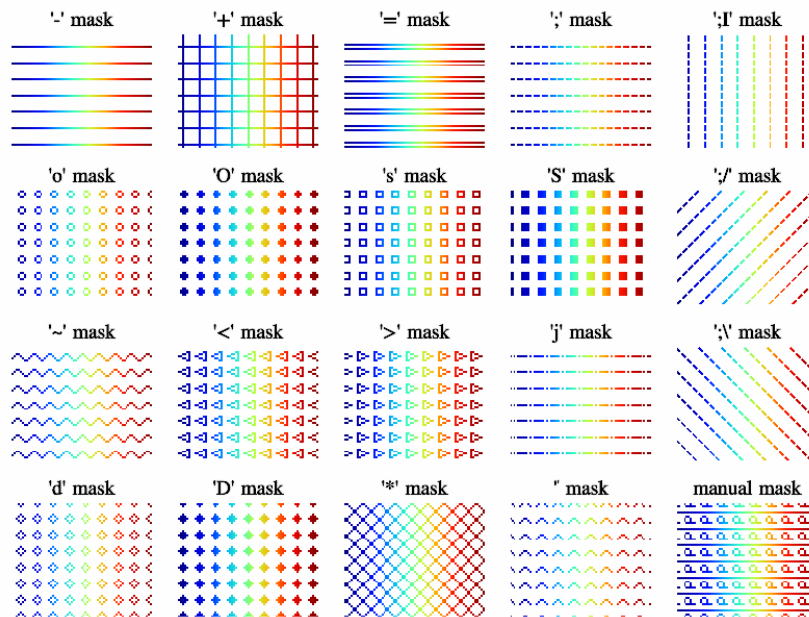 '-' mask
'+' mask
'=' mask
';' mask
';I' mask
'o' mask
'O' mask
's' mask
'S' mask
';/' mask
'~' mask
'<' mask
'>' mask
'j' mask
';\' mask
'd' mask
'D' mask
'*' mask
'`' mask
manual mask